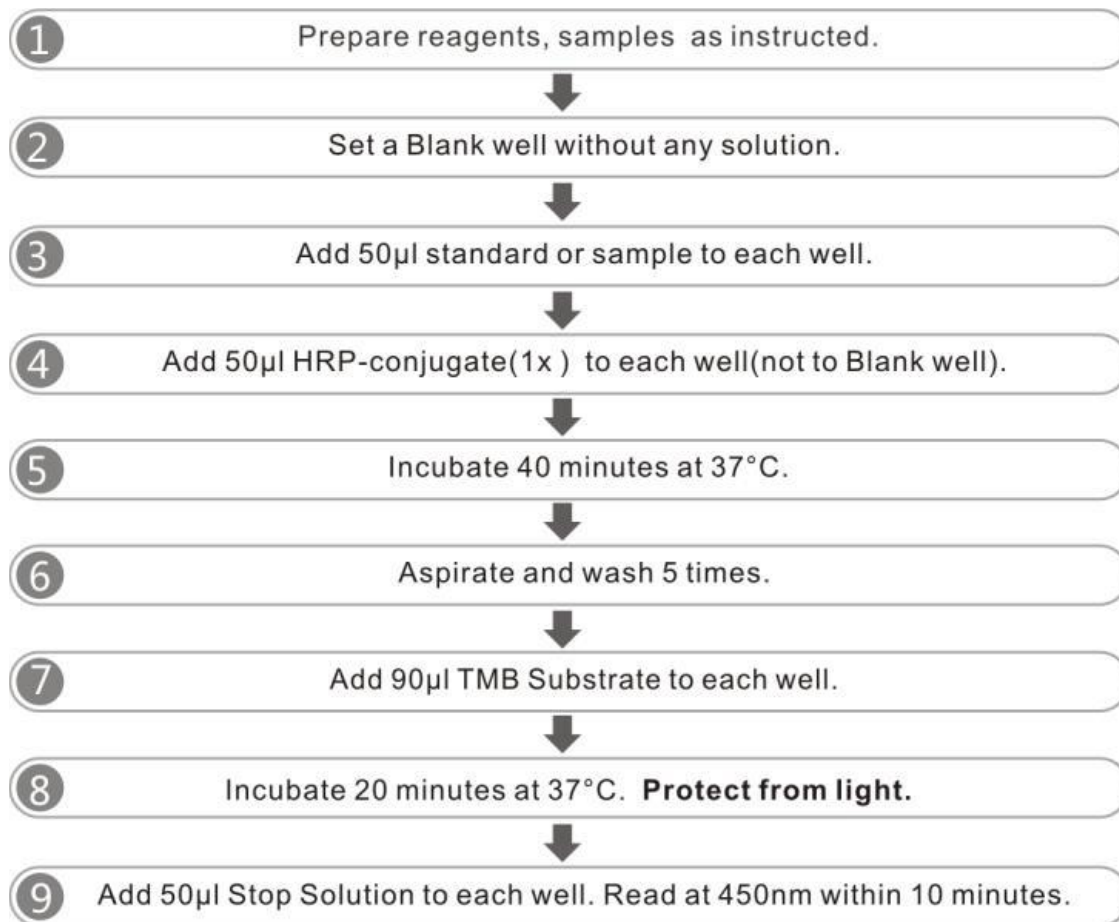 1 Prepare reagents, samples as instructed.
2 Set a Blank well without any solution.
3 Add 50μl standard or sample to each well.
4 Add 50μl HRP-conjugate(1x ) to each well(not to Blank well).
5 Incubate 40 minutes at 37°C.
6 Aspirate and wash 5 times.
7 Add 90μl TMB Substrate to each well.
8 Incubate 20 minutes at 37°C. Protect from light.
9 Add 50μl Stop Solution to each well. Read at 450nm within 10 minutes.